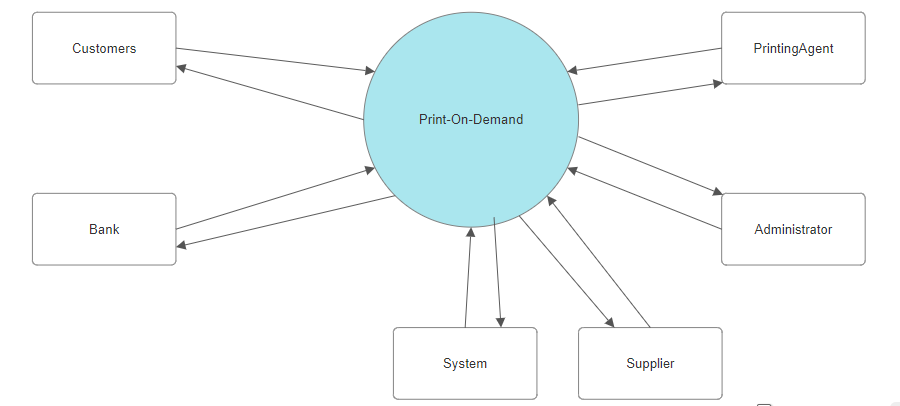 Customers
Print-On-Demand
PrintingAgent
Bank
Administrator
System
Supplier